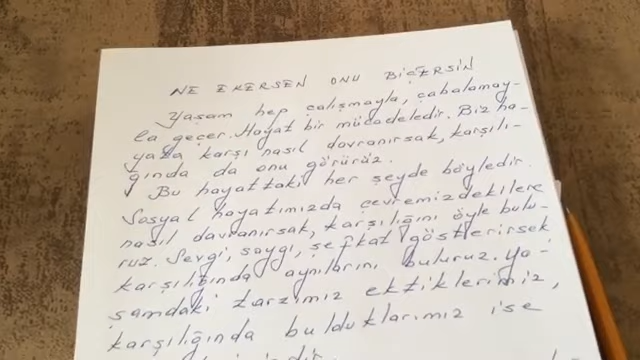 NE EKERSEN ONU BİÇERSİN
Yaşam hep çalışmayla, çabalamay-
la geçer. Hayat bir mücadeledir. Biz ha-
yata karşı nasıl davranırsak, karşılı-
ğında da onu görürüz.
Bu hayattaki her şeyde böyledir.
Sosyal hayatımızda çevremizdekilere
nasıl davranırsak, karşılığını öyle bulu-
ruz. Sevgi, saygı, şefkat gösterirsek
karşılığında aynılarını buluruz. Ya-
şamdaki tarzımız ektiklerimiz,
karşılığında bulduklarımız ise